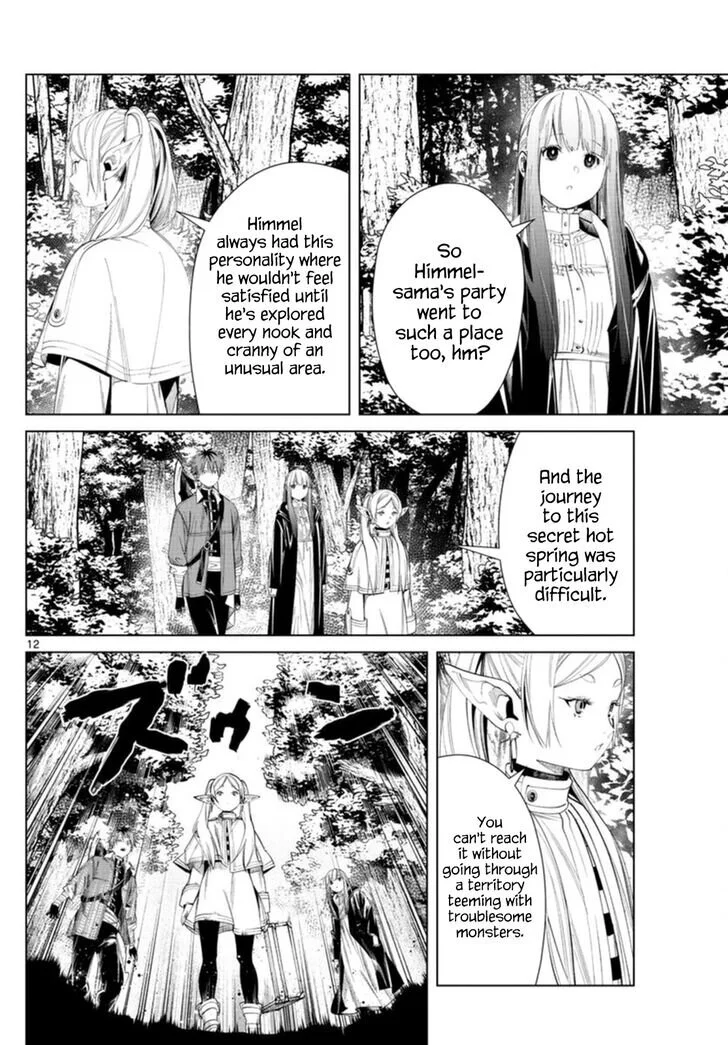 So
Himmel-
sama's party
went to
such a place
too, hm?
Himmel
always had this
personality where
he wouldn't feel
satisfied until
he's explored
every nook and
cranny of an
unusual area.
And the
journey
to this
secret hot
spring was
particularly
difficult.
12
You
can't reach
it without
going through
a territory
teeming with
troublesome
monsters.
ズゥーン